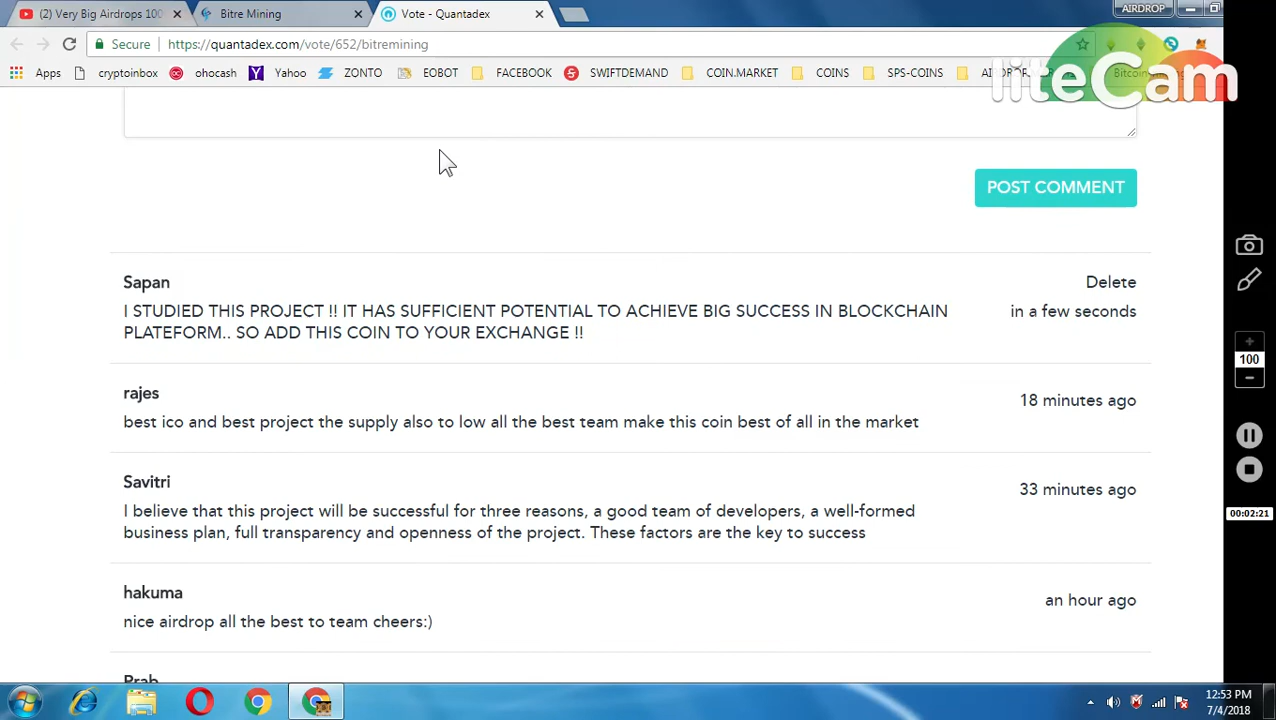 (2) Very Big Airdrops 100
Bitre Mining
Vote - Quantadex
AIRDROP
Secure
https://quantadex.com/vote/652/bitremining
Apps
cryptoinbox
ohocash
Yahoo
ZONTO
EOBOT
FACEBOOK
SWIFTDEMAND
COIN.MARKET
COINS
SPS-COINS
liteCam
POST COMMENT
Sapan
Delete
I STUDIED THIS PROJECT !! IT HAS SUFFICIENT POTENTIAL TO ACHIEVE BIG SUCCESS IN BLOCKCHAIN
in a few seconds
PLATEFORM.. SO ADD THIS COIN TO YOUR EXCHANGE !!
100
rajes
18 minutes ago
best ico and best project the supply also to low all the best team make this coin best of all in the market
Savitri
33 minutes ago
I believe that this project will be successful for three reasons, a good team of developers, a well-formed
00:02:21
business plan, full transparency and openness of the project. These factors are the key to success
hakuma
an hour ago
nice airdrop all the best to team cheers:)
Prab
12:53 PM
7/4/2018